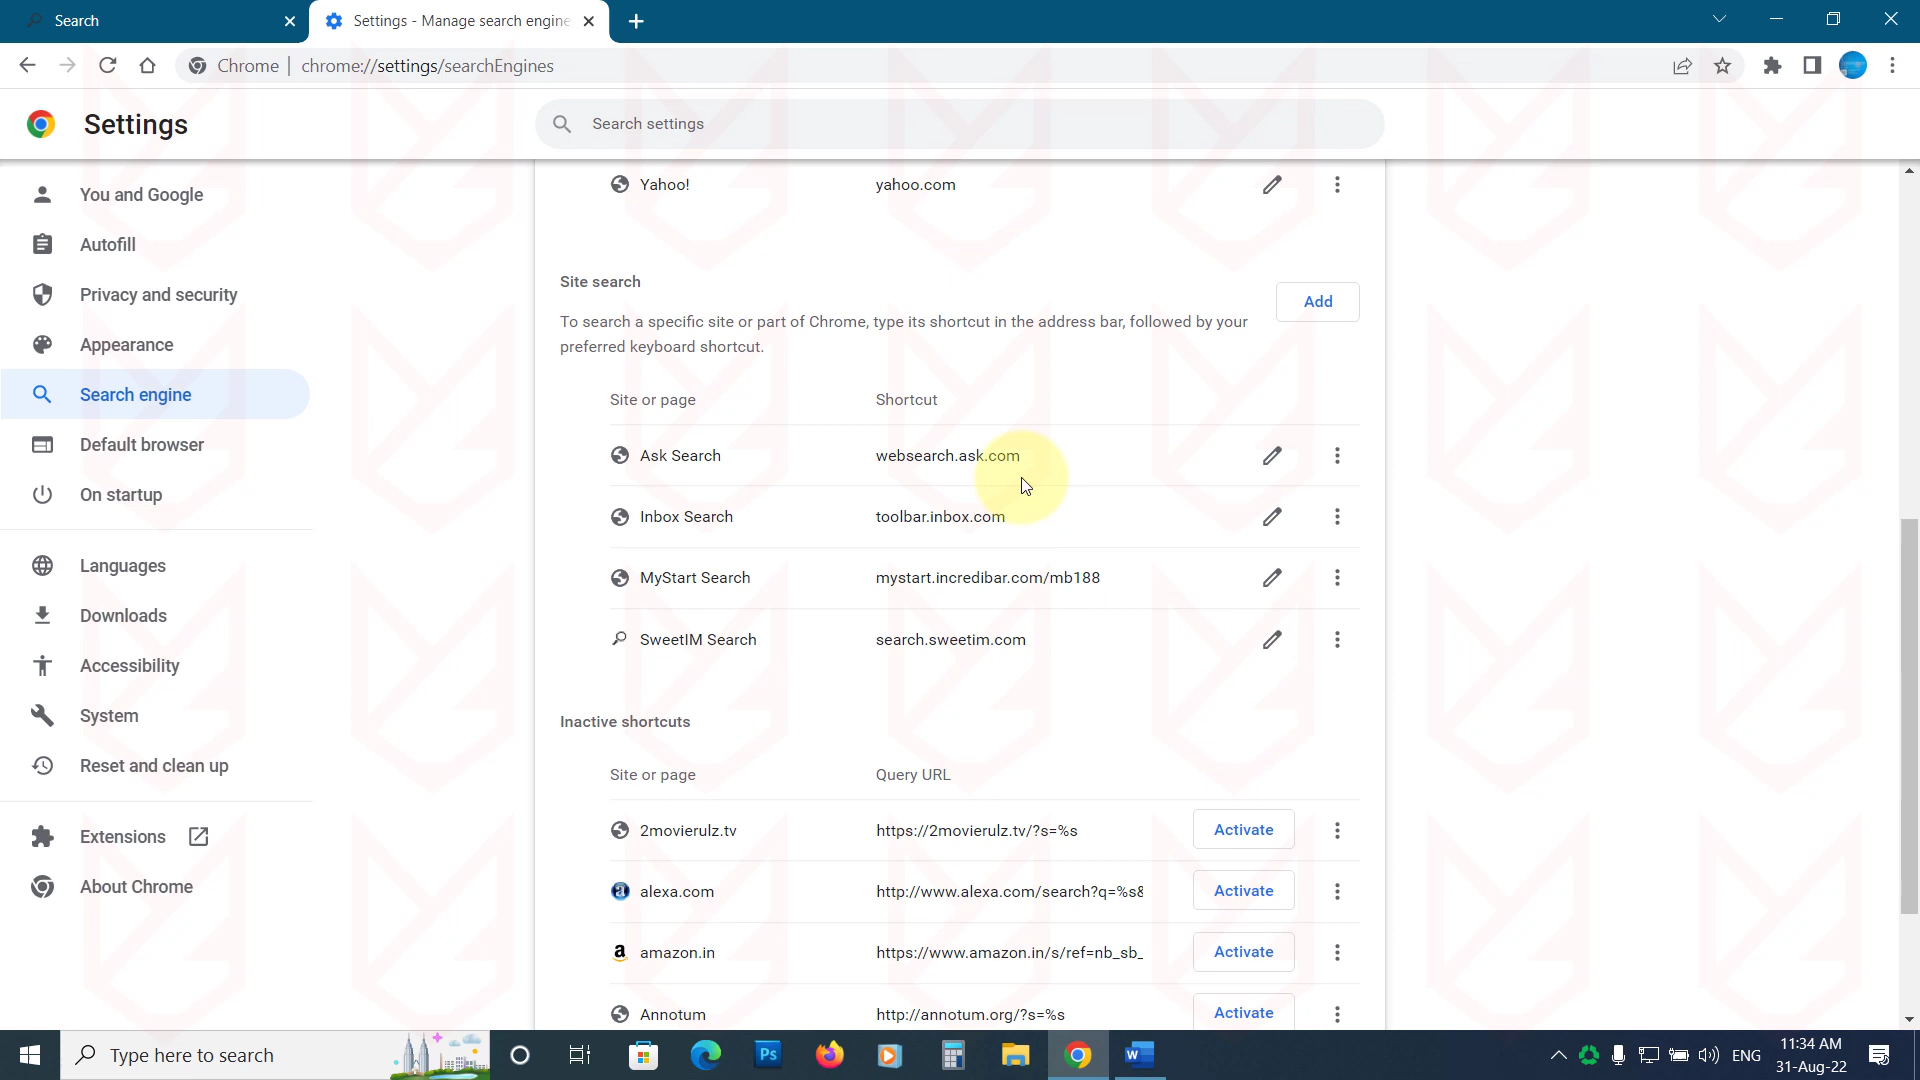 Search
Settings - Manage search engine
Chrome | chrome://settings/searchEngines
Settings
Search settings
You and Google
Autofill
Privacy and security
Appearance
Search engine
Default browser
On startup
Languages
Downloads
Accessibility
System
Reset and clean up
Extensions
About Chrome
Yahoo! yahoo.com
Site search
Add
To search a specific site or part of Chrome, type its shortcut in the address bar, followed by your
preferred keyboard shortcut.
Site or page Shortcut
Ask Search websearch.ask.com
Inbox Search toolbar.inbox.com
MyStart Search mystart.incredibar.com/mb188
SweetIM Search search.sweetim.com
Inactive shortcuts
Site or page Query URL
2movierulz.tv https://2movierulz.tv/?s=%s Activate
alexa.com http://www.alexa.com/search?q=%s& Activate
amazon.in https://www.amazon.in/s/ref=nb_sb_ Activate
Annotum http://annotum.org/?s=%s Activate
Type here to search
Ps
W
ENG
11:34 AM
31-Aug-22